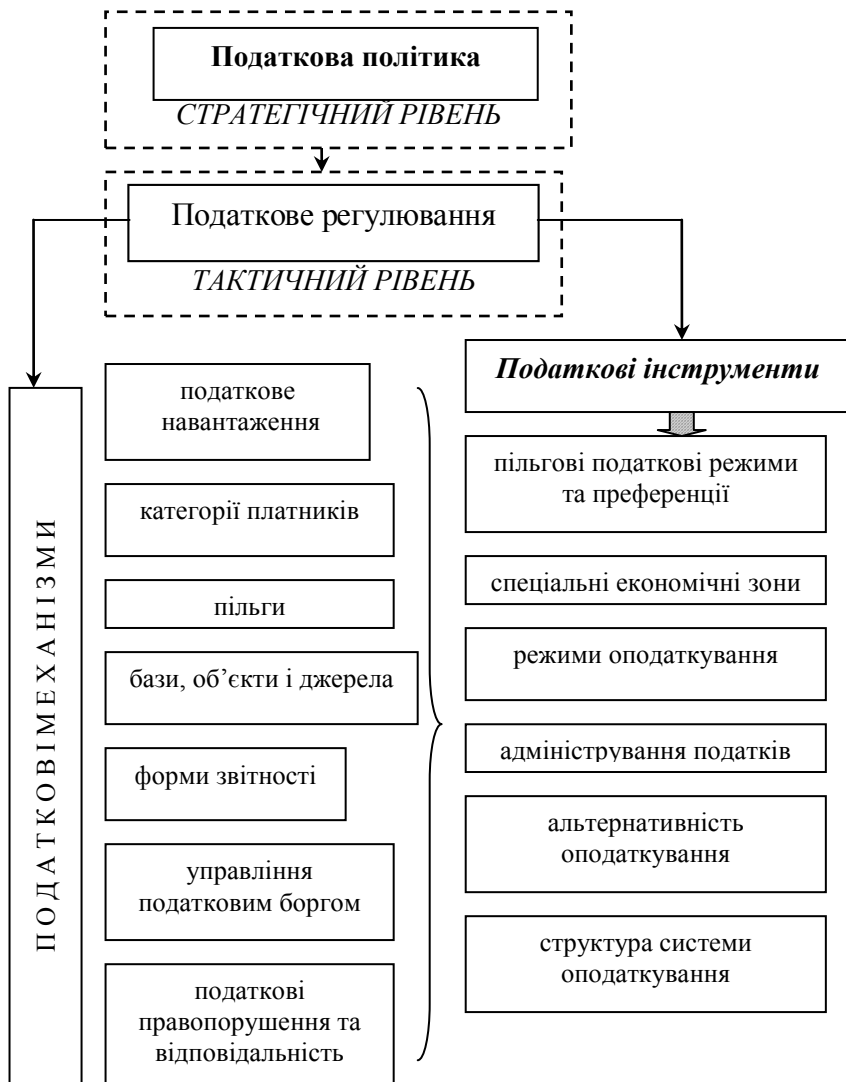 Податкова політика
СТРАТЕГІЧНИЙ РІВЕНЬ
Податкове регулювання
ТАКТИЧНИЙ РІВЕНЬ
П О Д А Т К О В І М Е Х А Н І З М И
податкове
навантаження
категорії платників
пільги
бази, об’єкти і джерела
форми звітності
управління
податковим боргом
податкові
правопорушення та
відповідальність
Податкові інструменти
пільгові податкові режими
та преференції
спеціальні економічні зони
режими оподаткування
адміністрування податків
альтернативність
оподаткування
структура системи
оподаткування